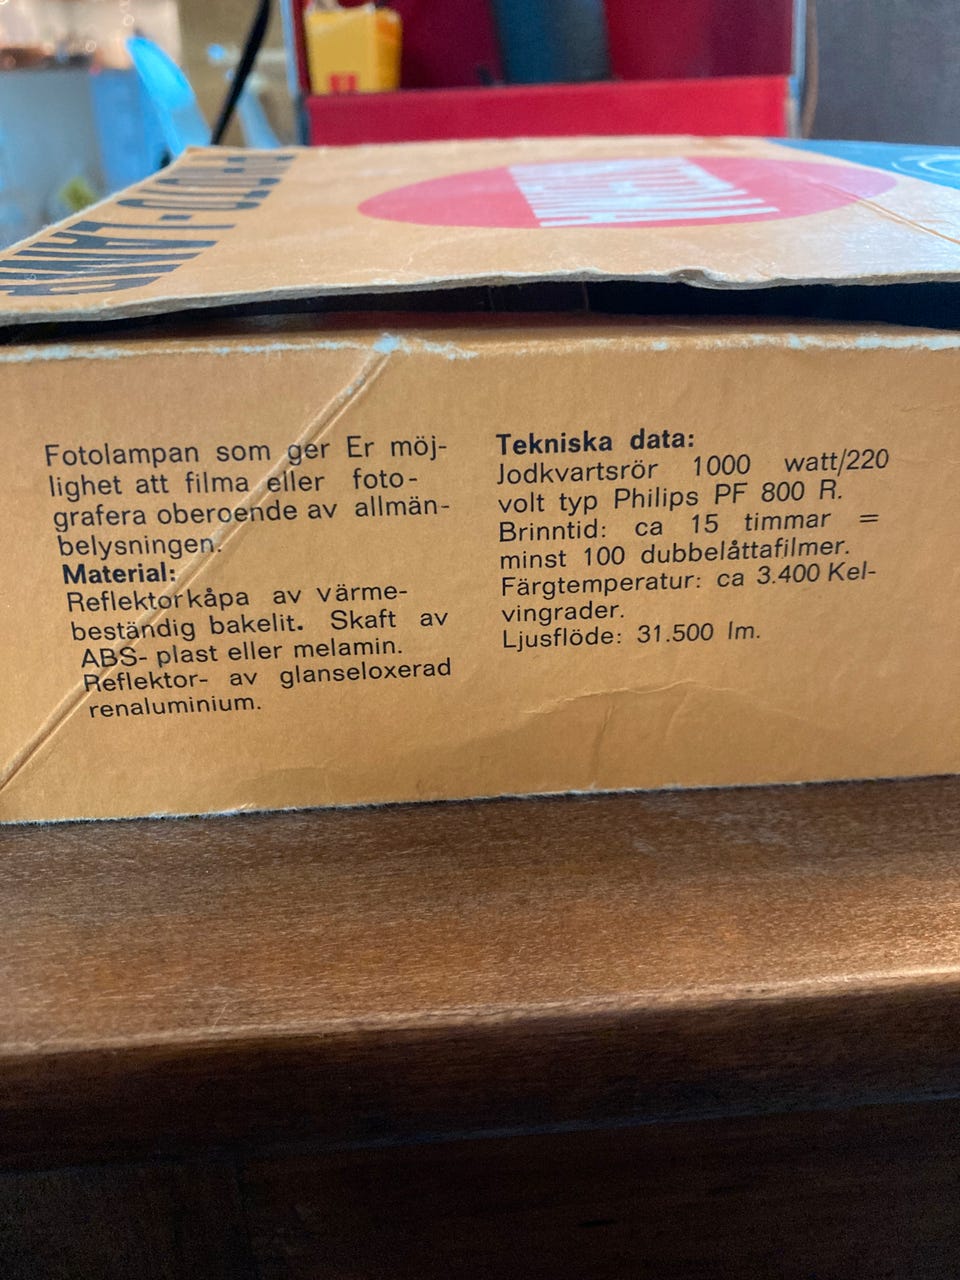 FOTO-LAMP
Fotolampan som ger Er möj-
lighet att filma eller foto-
grafera oberoende av allmän-
belysningen.
Material:
Reflektorkåpa av värme-
beständig bakelit. Skaft av
ABS- plast eller melamin.
Reflektor- av glanseloxerad
renaluminium.
Tekniska data:
Jodkvartsrör 1000 watt/220
volt typ Philips PF 800 R.
Brinntid: ca 15 timmar =
minst 100 dubbelåttafilmer.
Färgtemperatur: ca 3.400 Kel-
vingrader.
Ljusflöde: 31.500 lm.